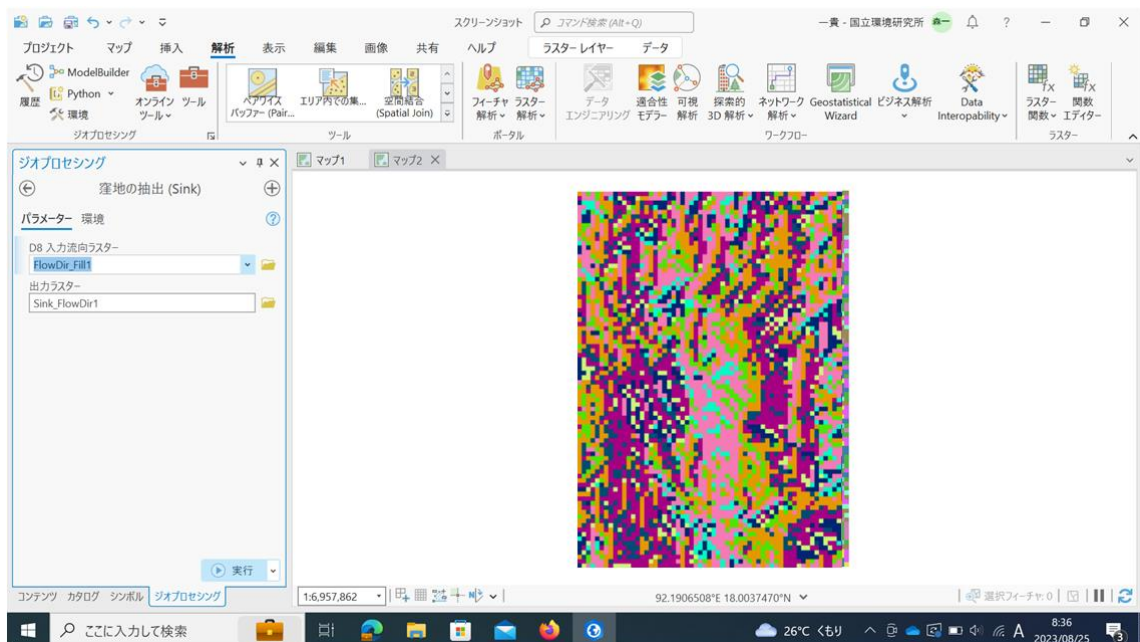 スクリーンショット
コマンド検索 (Alt+Q)
一貴 - 国立環境研究所
森一
?
プロジェクト マップ 挿入 解析 表示 編集 画像 共有 ヘルプ ラスター レイヤー データ
履歴
ModelBuilder
Python
環境
オンライン ツール
ツール
ジオプロセシング
ペアワイズ バッファー (Pair...
エリア内での集...
空間結合 (Spatial Join)
ツール
フィーチャ 解析
ラスター 解析
ポータル
データ エンジニアリング
適合性 モデラー
可視 解析
探索的 3D 解析
ネットワーク 解析
Geostatistical Wizard
ビジネス解析
Data Interoperability
ワークフロー
ラスター 関数
関数 エディター
ラスター
ジオプロセシング
マップ1 マップ2
窪地の抽出 (Sink)
パラメーター 環境
D8 入力流向ラスター
FlowDir_Fill1
出力ラスター
Sink_FlowDir1
実行
コンテンツ カタログ シンボル ジオプロセシング
1:6,957,862
92.1906508°E 18.0037470°N
選択フィーチャ: 0
ここに入力して検索
26°C くもり
A
8:36
2023/08/25
3